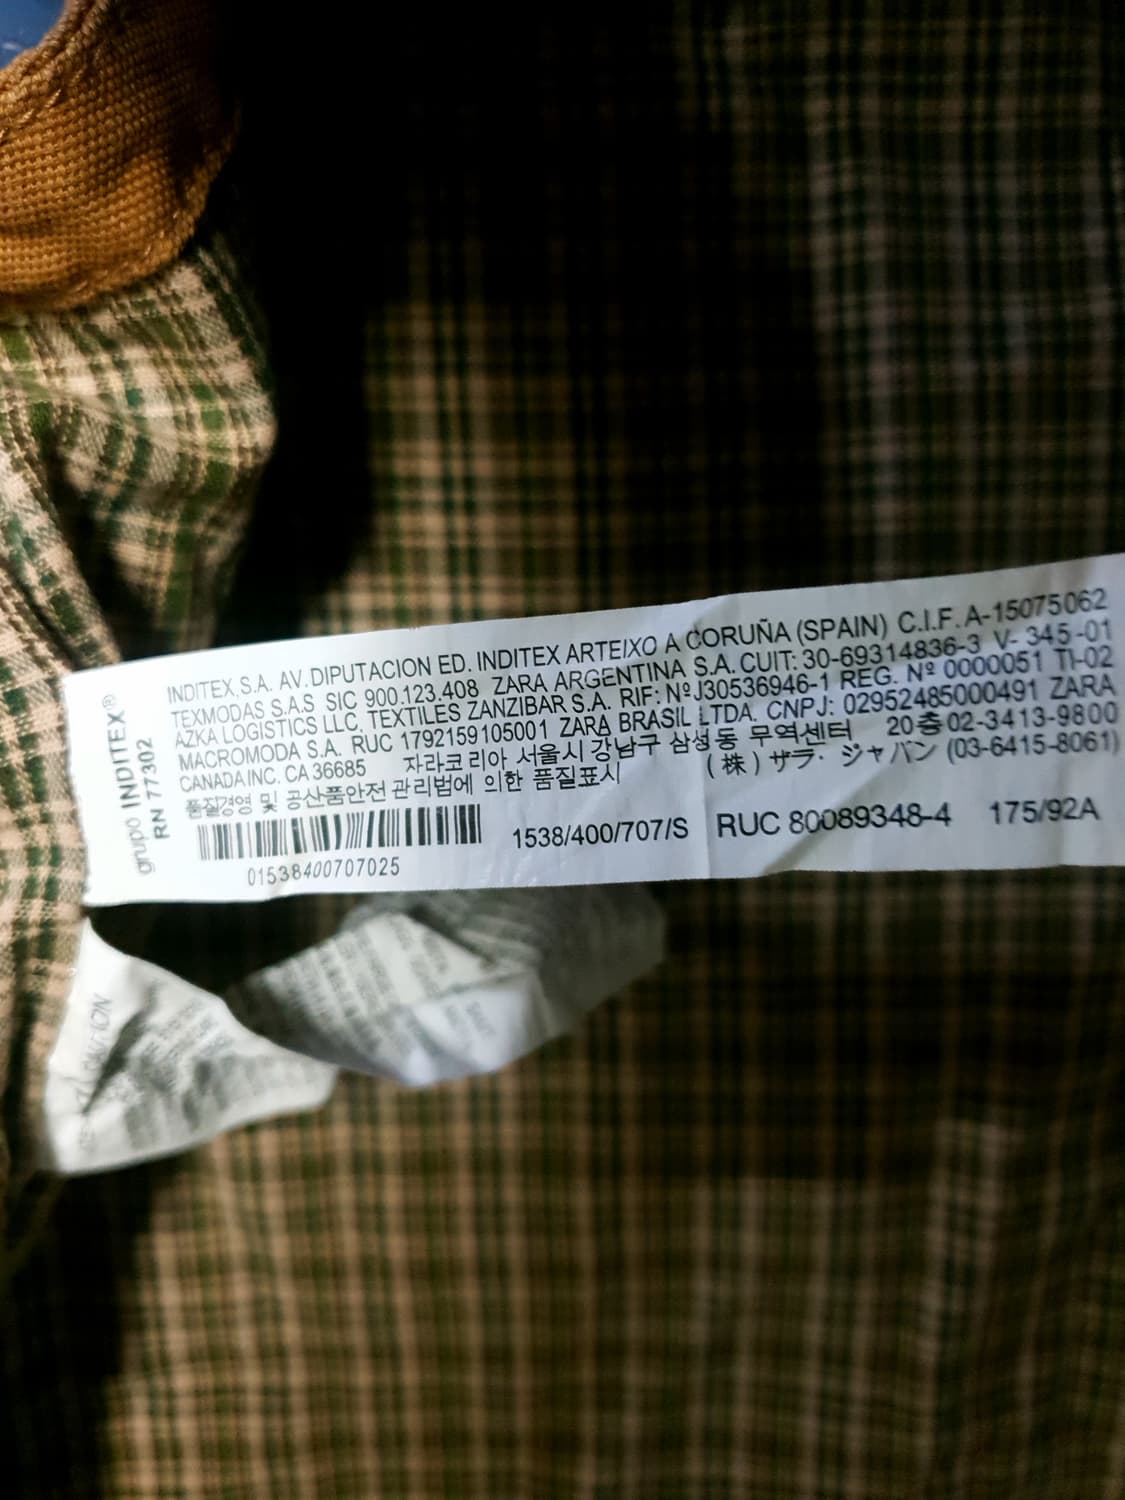 grupo INDITEX®
RN 77302
INDITEX, S.A. AV. DIPUTACION ED. INDITEX ARTEIXO A CORUÑA (SPAIN) C.I.F. A-15075062
TEXMODAS S.A.S SIC 900.123.408 ZARA ARGENTINA S.A. CUIT: 30-69314836-3 V- 345-01
AZKA LOGISTICS LLC, TEXTILES ZANZIBAR S.A. RIF: Nº J30536946-1 REG. Nº 0000051 TI-02
MACROMODA S.A. RUC 1792159105001 ZARA BRASIL LTDA. CNPJ: 02952485000491 ZARA
CANADA INC. CA 36685 자라코리아 서울시 강남구 삼성동 무역센터 20층 02-3413-9800
품질경영 및 공산품안전 관리법에 의한 품질표시 (株) ザラ・ジャパン (03-6415-8061)
1538/400/707/S RUC 80089348-4 175/92A
01538400707025